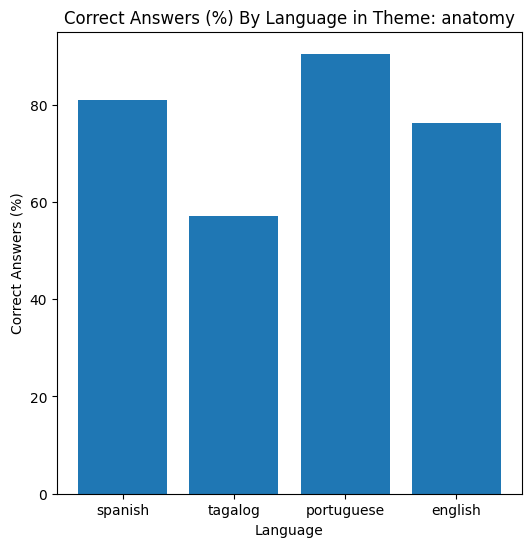 Correct Answers (%) By Language in Theme: anatomy
Correct Answers (%)
80
60
40
20
0
spanish tagalog portuguese english
Language